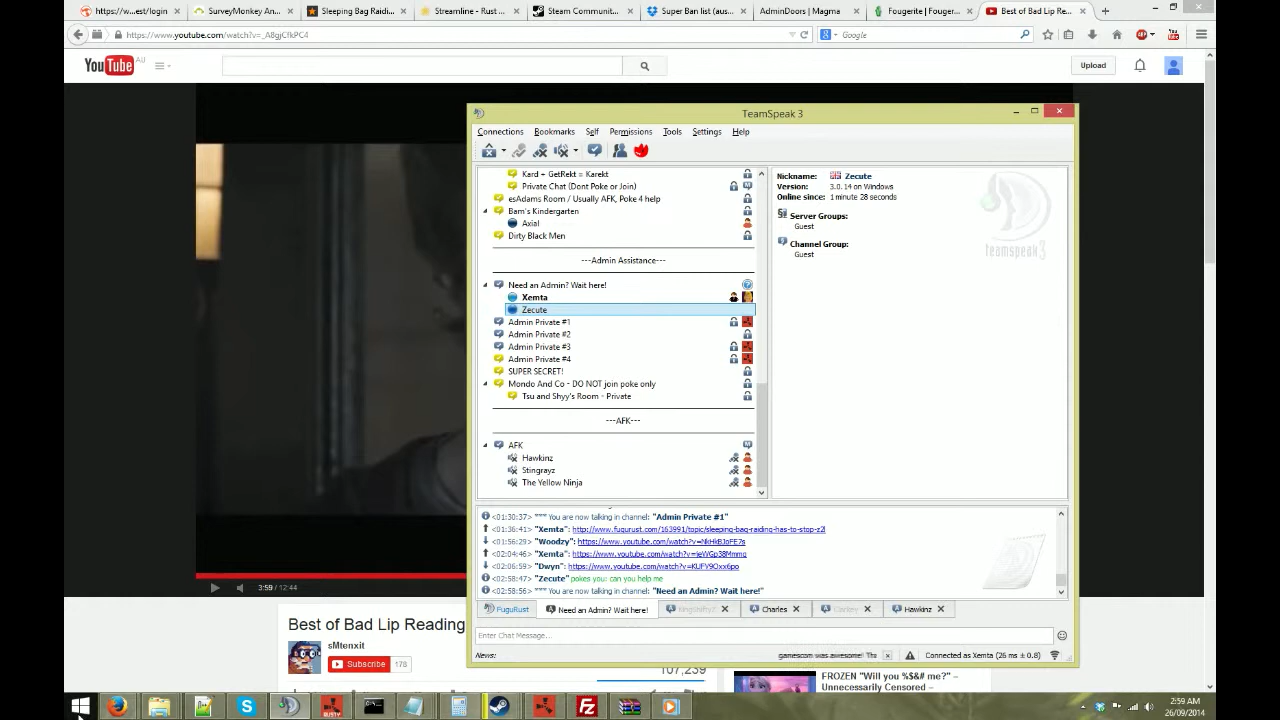 https://w...est/login
SurveyMonkey An...
Sleeping Bag Raidin...
Streamline - Rust ...
Steam Communit...
Super Ban list (aus...
AdminDoors | Magma
Fougerite | Fouger...
Best of Bad Lip Rea...
https://www.youtube.com/watch?v=_A8gjCfkPC4
Google
YouTube AU
Upload
TeamSpeak 3
Connections Bookmarks Self Permissions Tools Settings Help
Kard + GetRekt = Karekt
Private Chat (Dont Poke or Join)
esAdams Room / Usually AFK, Poke 4 help
Bam's Kindergarten
Axial
Dirty Black Men
---Admin Assistance---
Need an Admin? Wait here!
Xemta
Zecute
Admin Private #1
Admin Private #2
Admin Private #3
Admin Private #4
SUPER SECRET!
Mondo And Co - DO NOT join poke only
Tsu and Shyy's Room - Private
---AFK---
AFK
Hawkinz
Stingrayz
The Yellow Ninja
Nickname: Zecute
Version: 3.0.14 on Windows
Online since: 1 minute 28 seconds
Server Groups:
Guest
Channel Group:
Guest
teamspeak3
<01:30:37> *** You are now talking in channel: "Admin Private #1"
<01:36:41> "Xemta": http://www.fugurust.com/163991/topic/sleeping-bag-raiding-has-to-stop-z2l
<01:56:29> "Woodzy": https://www.youtube.com/watch?v=NkHkBJoFE7s
<02:04:46> "Xemta": https://www.youtube.com/watch?v=jeWGp38Mmmg
<02:06:59> "Dwyn": https://www.youtube.com/watch?v=KUFY9Oxx6po
<02:58:47> "Zecute" pokes you: can you help me
<02:58:56> *** You are now talking in channel: "Need an Admin? Wait here!"
FuguRust
Need an Admin? Wait here!
Charles
Hawkinz
Enter Chat Message...
News:
gamescom was awesome! Tha
Connected as Xemta (26 ms ± 0.8)
3:59 / 12:44
Best of Bad Lip Reading
sMtenxit
Subscribe 178
107,239
FROZEN "Will you %$&# me?" –
Unnecessarily Censored –
RUSTY
2:59 AM
26/09/2014